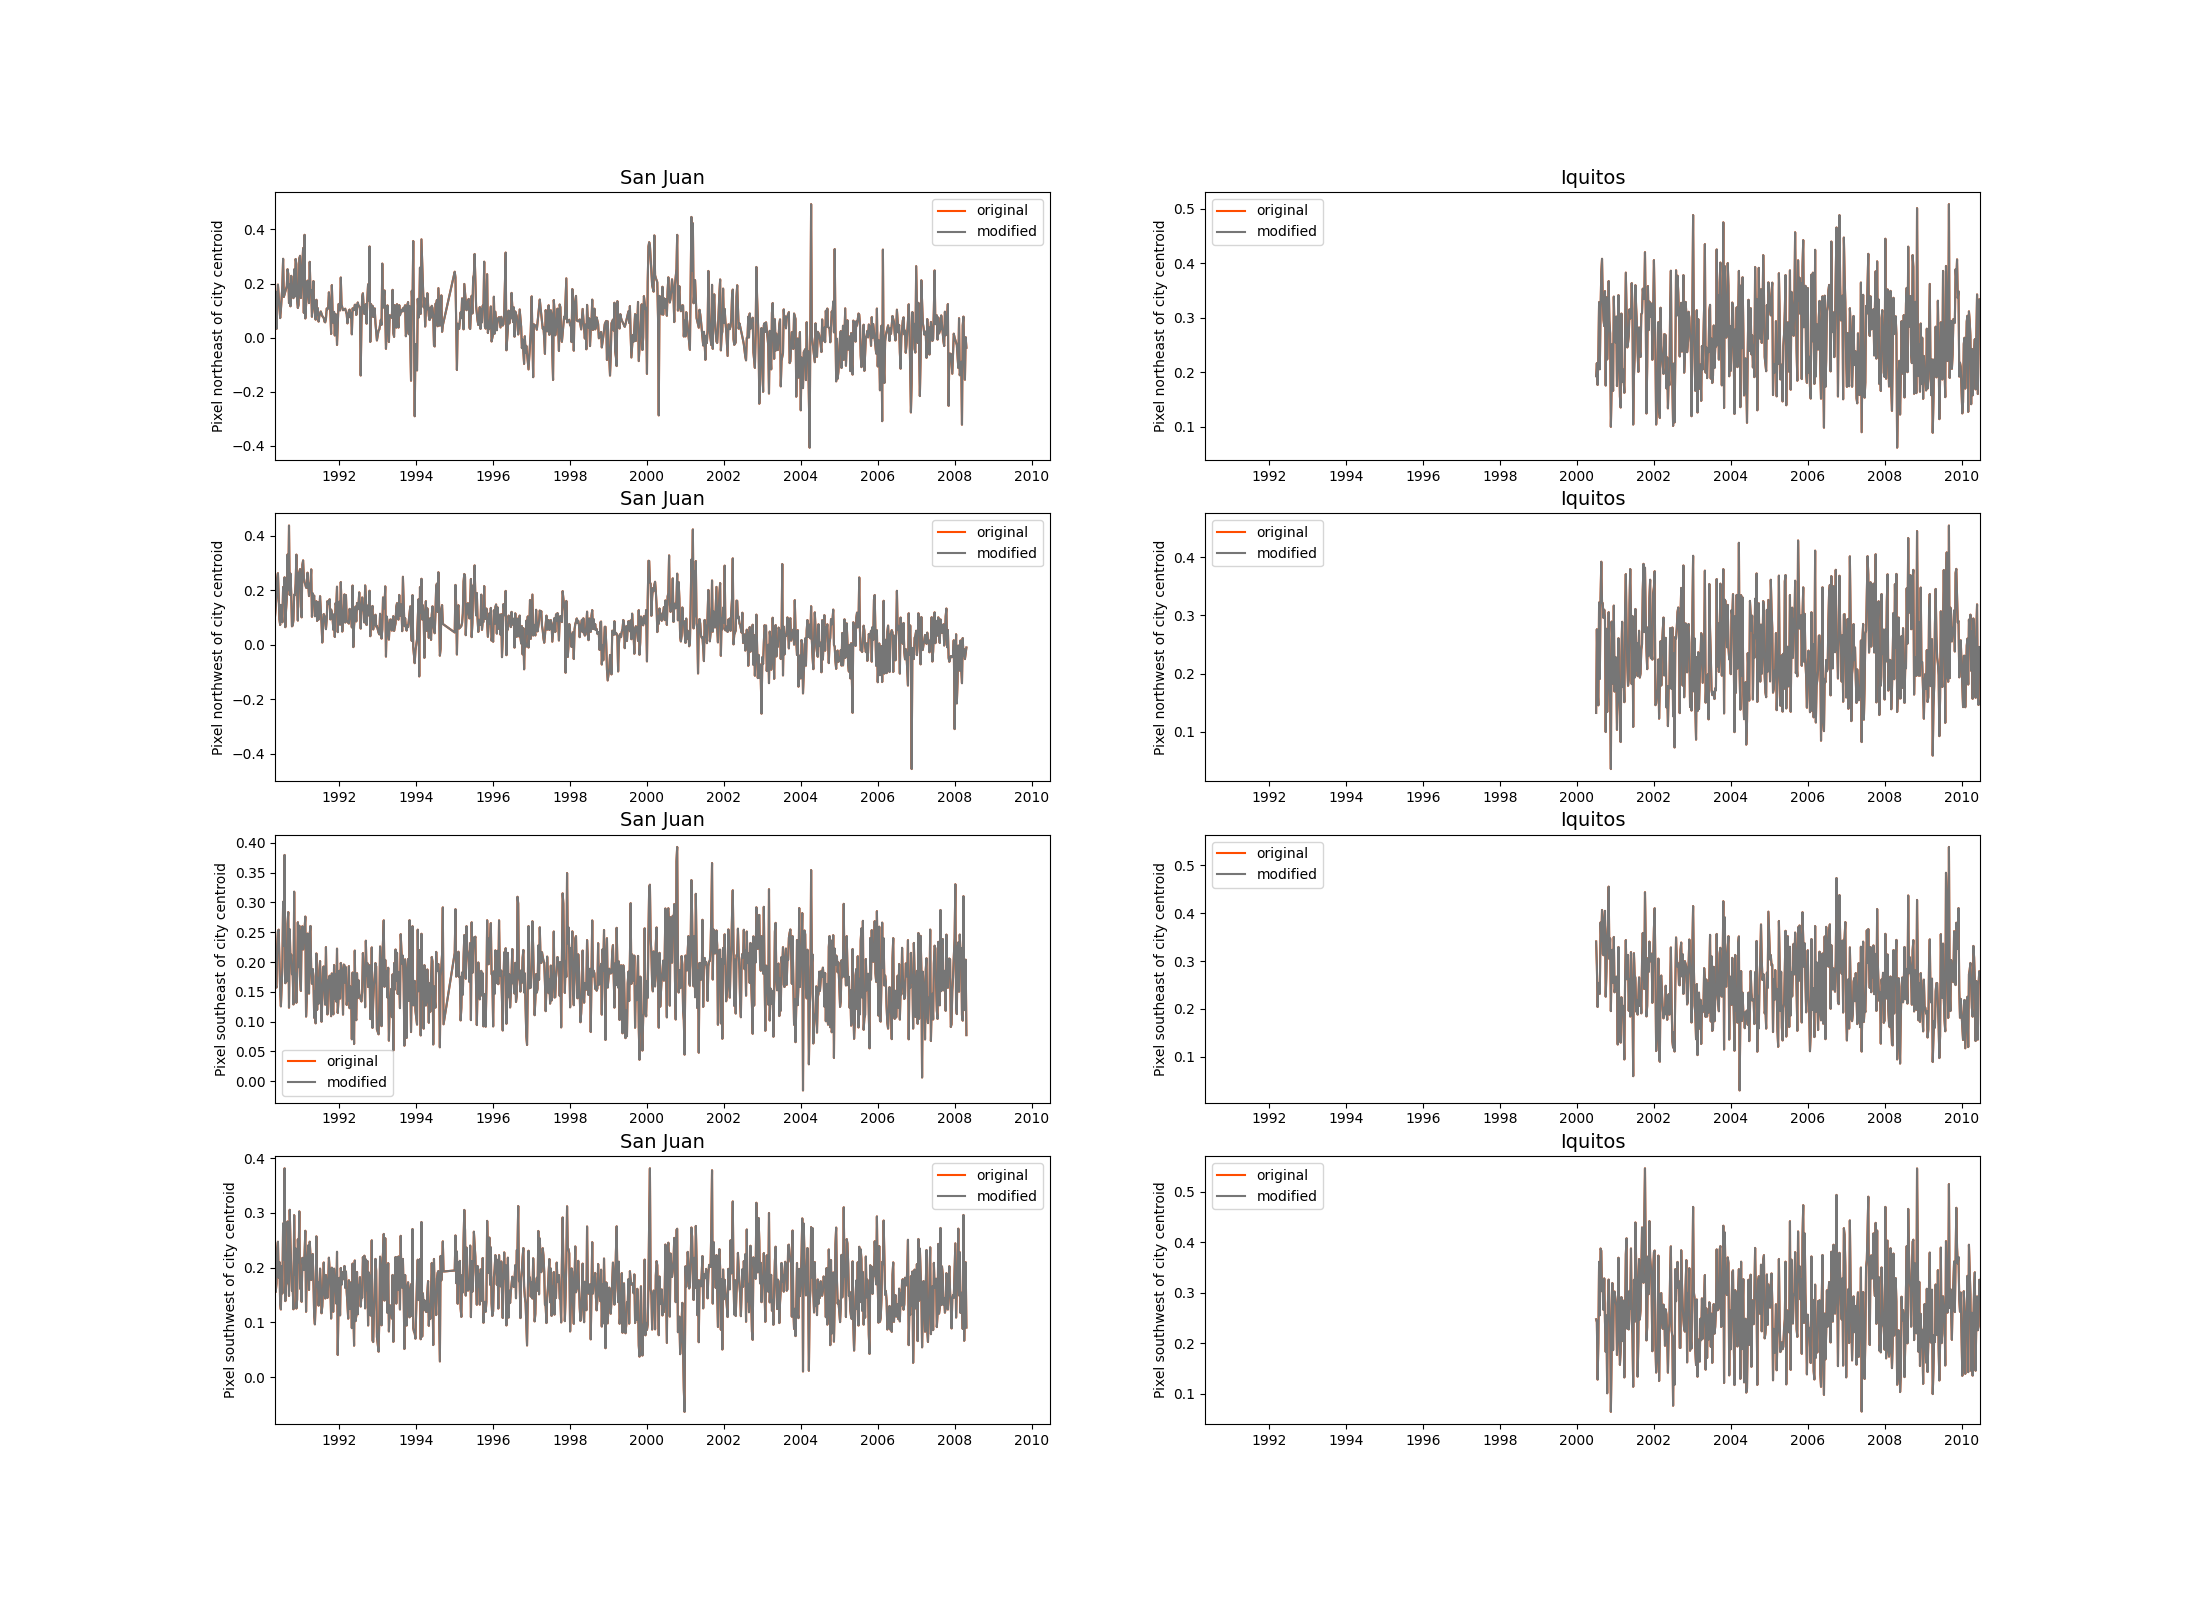 San Juan
Pixel northeast of city centroid
0.4
0.2
0.0
−0.2
−0.4
original
modified
1992 1994 1996 1998 2000 2002 2004 2006 2008 2010
Iquitos
Pixel northeast of city centroid
0.5
0.4
0.3
0.2
0.1
original
modified
1992 1994 1996 1998 2000 2002 2004 2006 2008 2010
San Juan
Pixel northwest of city centroid
0.4
0.2
0.0
−0.2
−0.4
original
modified
1992 1994 1996 1998 2000 2002 2004 2006 2008 2010
Iquitos
Pixel northwest of city centroid
0.4
0.3
0.2
0.1
original
modified
1992 1994 1996 1998 2000 2002 2004 2006 2008 2010
San Juan
Pixel southeast of city centroid
0.40
0.35
0.30
0.25
0.20
0.15
0.10
0.05
0.00
original
modified
1992 1994 1996 1998 2000 2002 2004 2006 2008 2010
Iquitos
Pixel southeast of city centroid
0.5
0.4
0.3
0.2
0.1
original
modified
1992 1994 1996 1998 2000 2002 2004 2006 2008 2010
San Juan
Pixel southwest of city centroid
0.4
0.3
0.2
0.1
0.0
original
modified
1992 1994 1996 1998 2000 2002 2004 2006 2008 2010
Iquitos
Pixel southwest of city centroid
0.5
0.4
0.3
0.2
0.1
original
modified
1992 1994 1996 1998 2000 2002 2004 2006 2008 2010